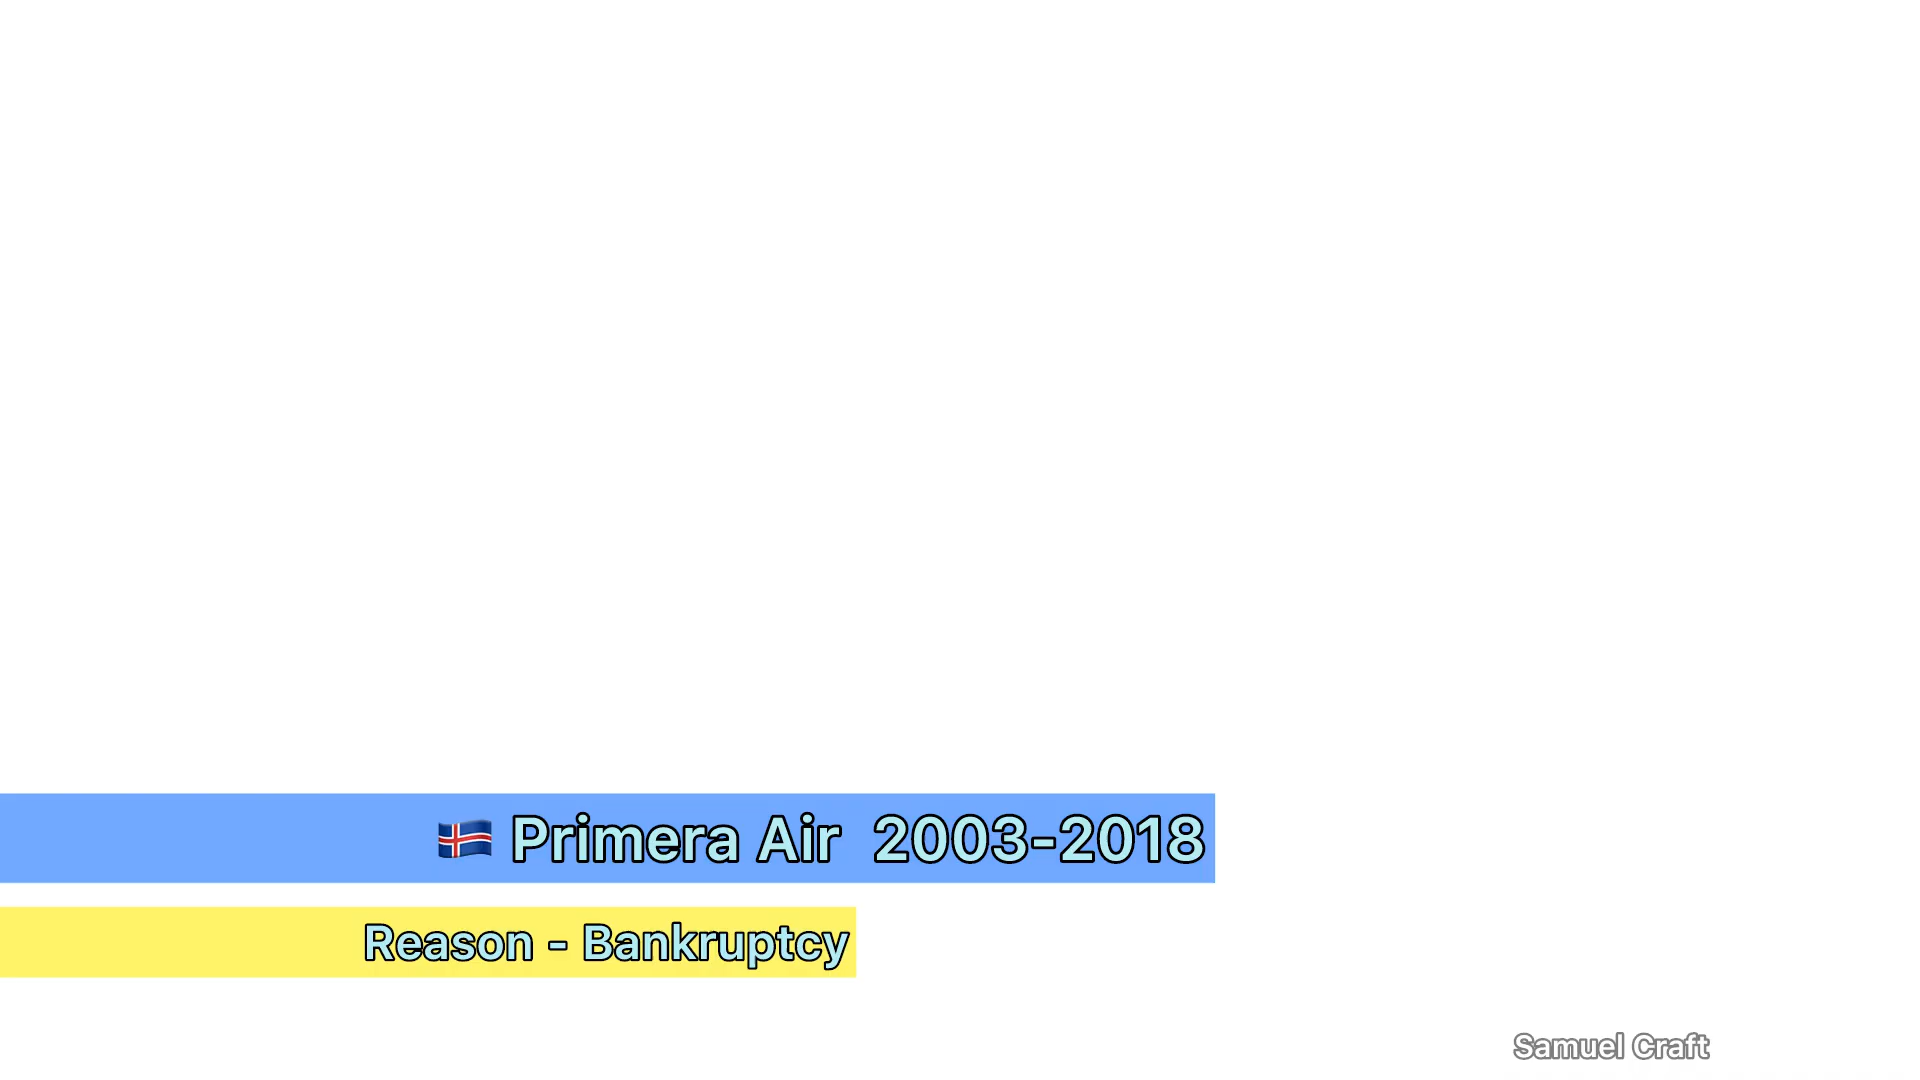 🇮🇸 Primera Air 2003-2018
Reason - Bankruptcy
Samuel Craft